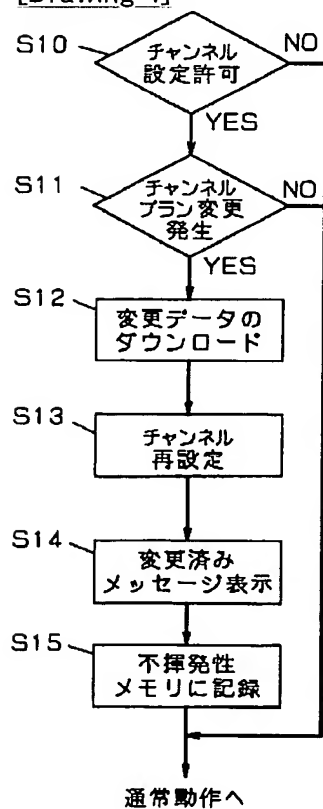 [Drawing 4]
S10
チャンネル
設定許可
NO
YES
S11
チャンネル
プラン変更
発生
NO
YES
S12
変更データの
ダウンロード
S13
チャンネル
再設定
S14
変更済み
メッセージ表示
S15
不揮発性
メモリに記録
通常動作へ